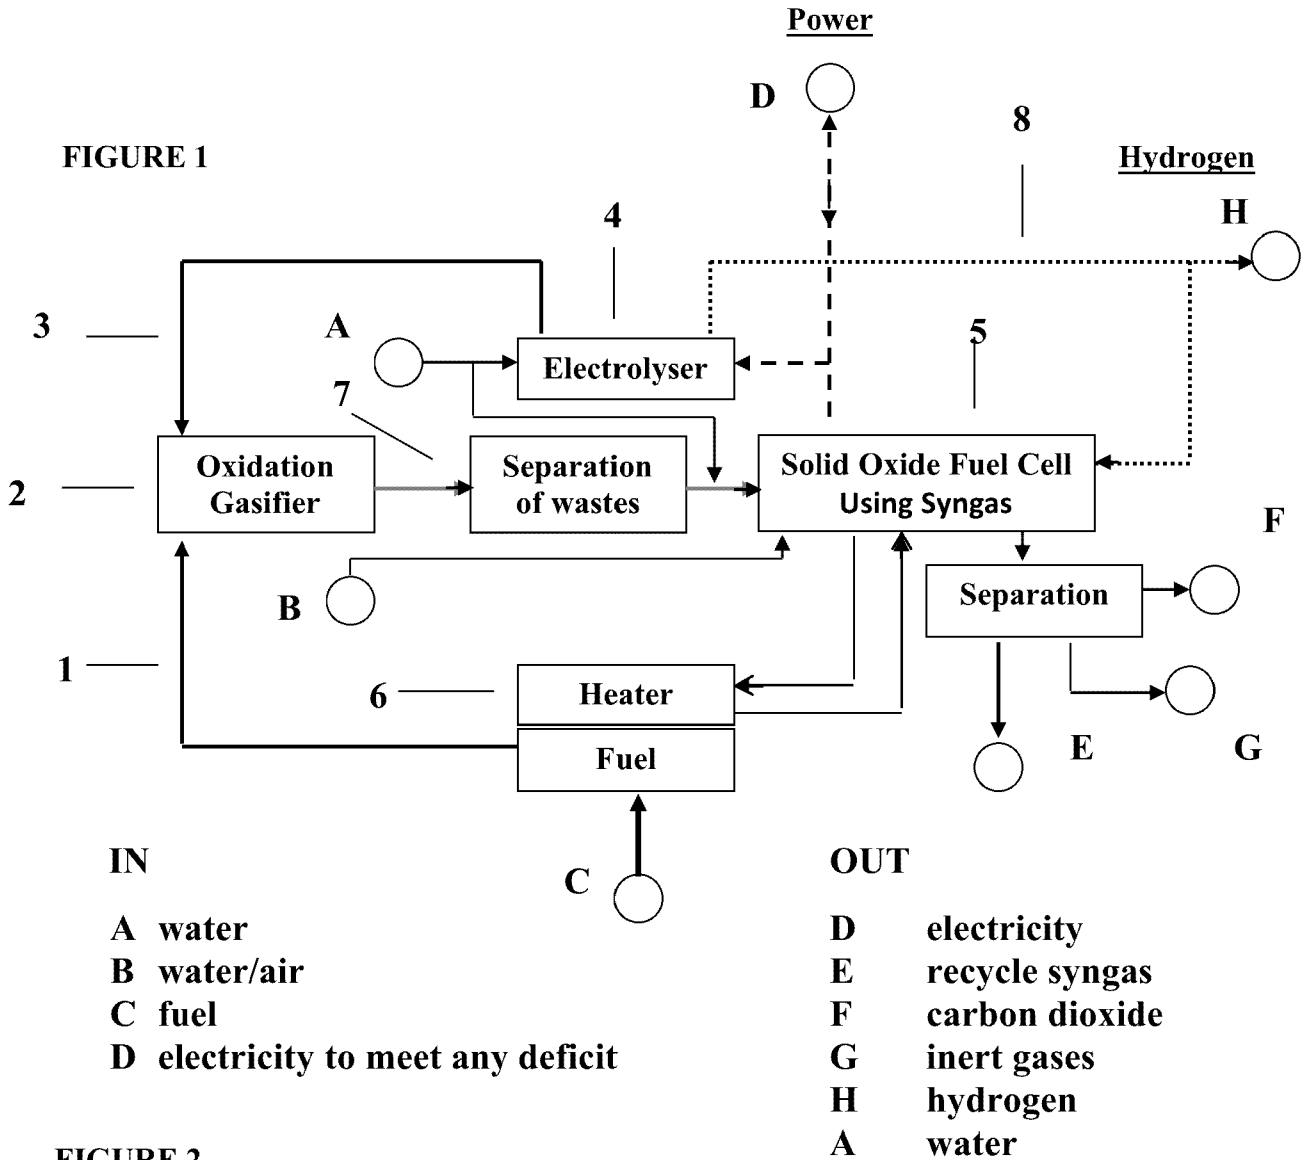 Power
D
8
FIGURE 1
Hydrogen
H
4
3
A
5
Electrolyser
7
Oxidation
Gasifier
Separation
of wastes
Solid Oxide Fuel Cell
Using Syngas
2
F
B
Separation
1
6
Heater
E
G
Fuel
C
IN
OUT
A water
B water/air
C fuel
D electricity to meet any deficit
D electricity
E recycle syngas
F carbon dioxide
G inert gases
H hydrogen
A water
FIGURE 2